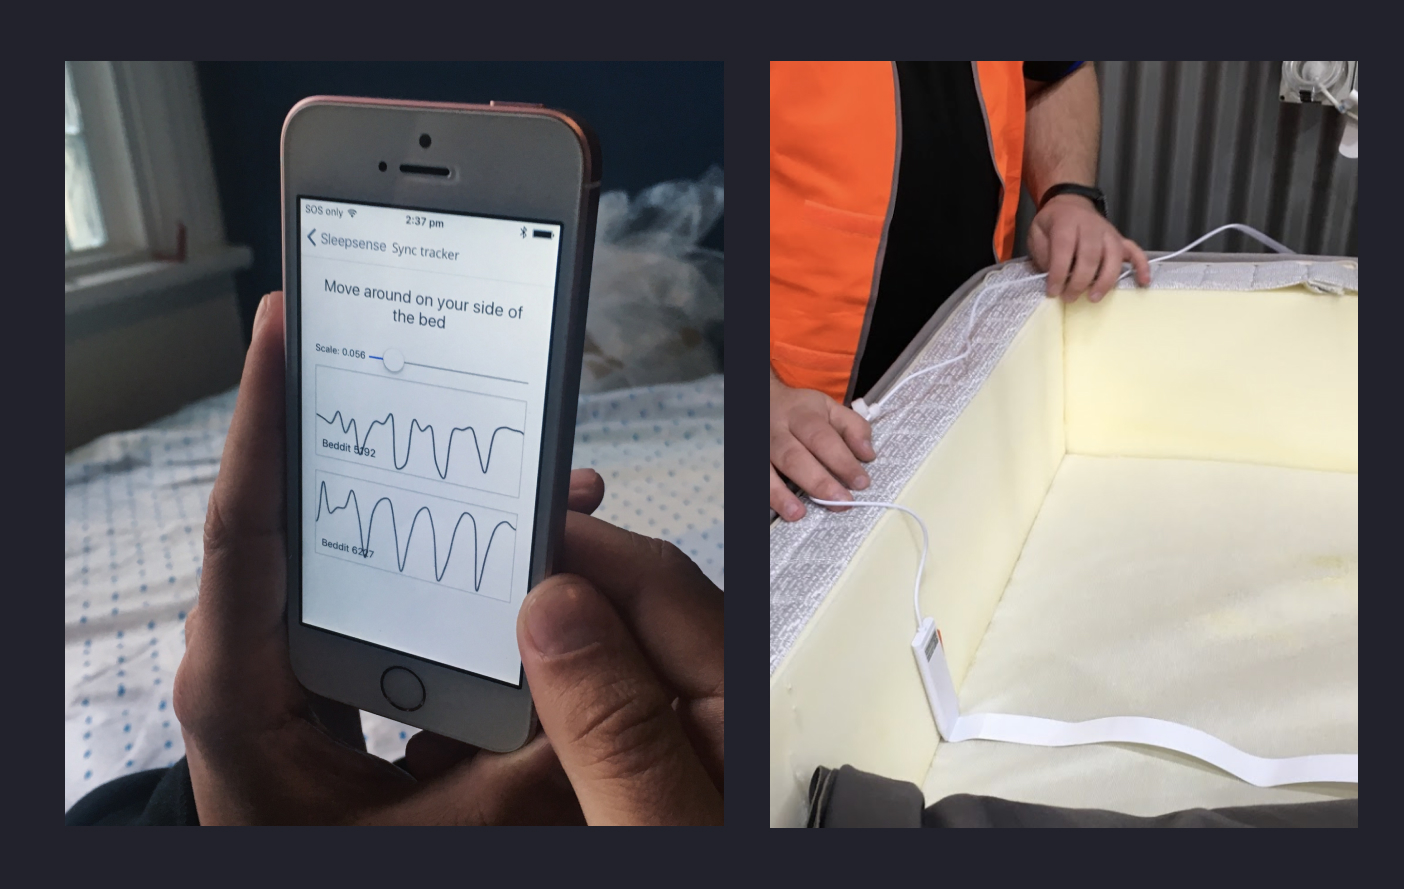 SOS only
2:37 pm
Sleepsense
Sync tracker
Move around on your side of
the bed
Scale: 0.056
Beddit 5192
Beddit 6227